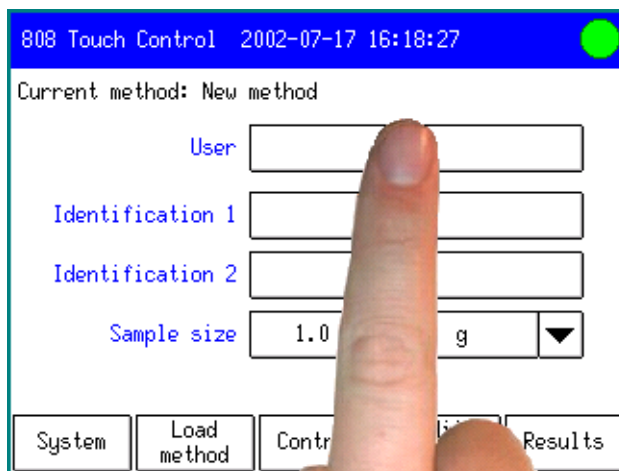 808 Touch Control 2002-07-17 16:18:27
Current method: New method
User
Identification 1
Identification 2
Sample size 1.0 g
System Load method Results